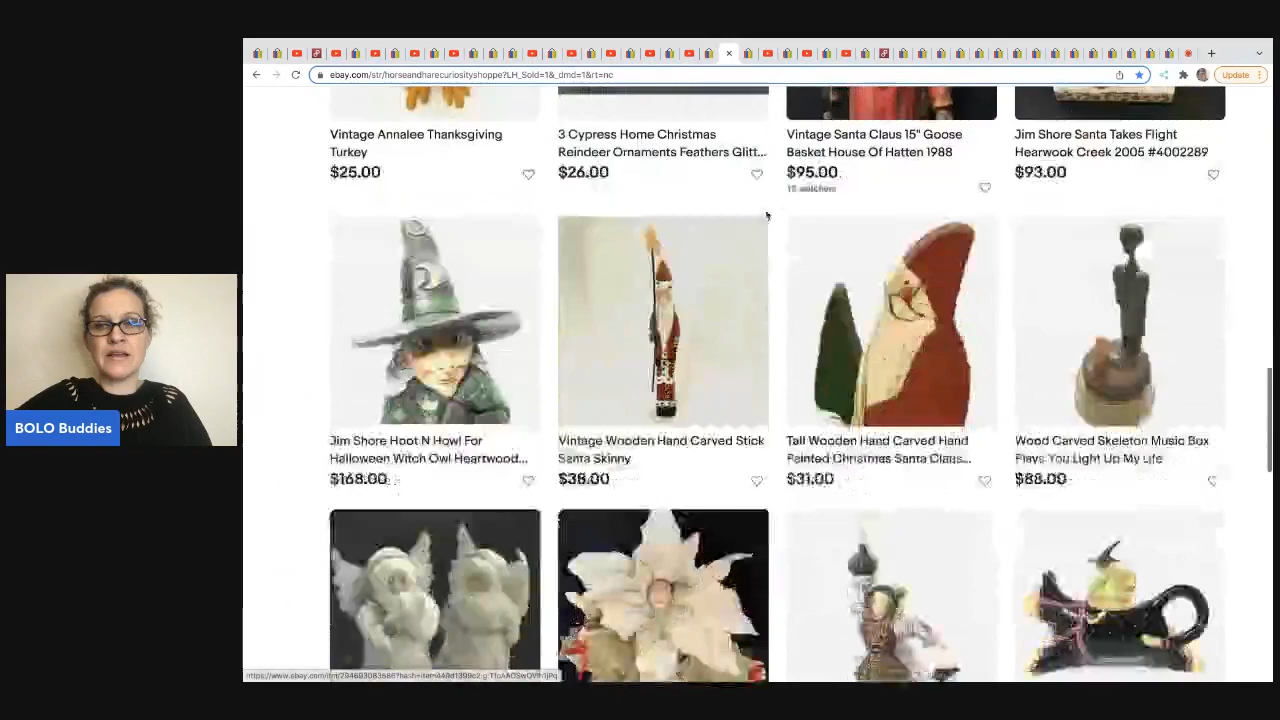 Update
ebay.com/str/horseandharecuriosityshoppe?LH_Sold=1&_dmd=1&rt=nc
Vintage Annalee Thanksgiving
Turkey
$25.00
3 Cypress Home Christmas
Reindeer Ornaments Feathers Glitt...
$26.00
Vintage Santa Claus 15" Goose
Basket House Of Hatten 1988
$95.00
watchers
Jim Shore Santa Takes Flight
Hearwook Creek 2005 #4002289
$93.00
BOLO Buddies
Jim Shore Hoot N Howl For
Halloween Witch Owl Heartwood...
$168.00
Vintage Wooden Hand Carved Stick
Santa Skinny
$38.00
Tall Wooden Hand Carved Hand
Painted Christmas Santa Claus...
$31.00
Wood Carved Skeleton Music Box
Plays You Light Up My Life
$88.00